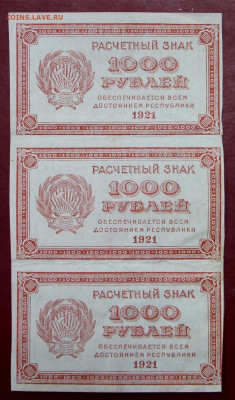 МОНЕТЫ.LAVE.RU
РАСЧЕТНЫЙ ЗНАК
1000
РУБЛЕЙ
ОБЕСПЕЧИВАЕТСЯ ВСЕМ
ДОСТОЯНИЕМ РЕСПУБЛИКИ
1921
РАСЧЕТНЫЙ ЗНАК
1000
РУБЛЕЙ
ОБЕСПЕЧИВАЕТСЯ ВСЕМ
ДОСТОЯНИЕМ РЕСПУБЛИКИ
1921
РАСЧЕТНЫЙ ЗНАК
1000
РУБЛЕЙ
ОБЕСПЕЧИВАЕТСЯ ВСЕМ
ДОСТОЯНИЕМ РЕСПУБЛИКИ
1921